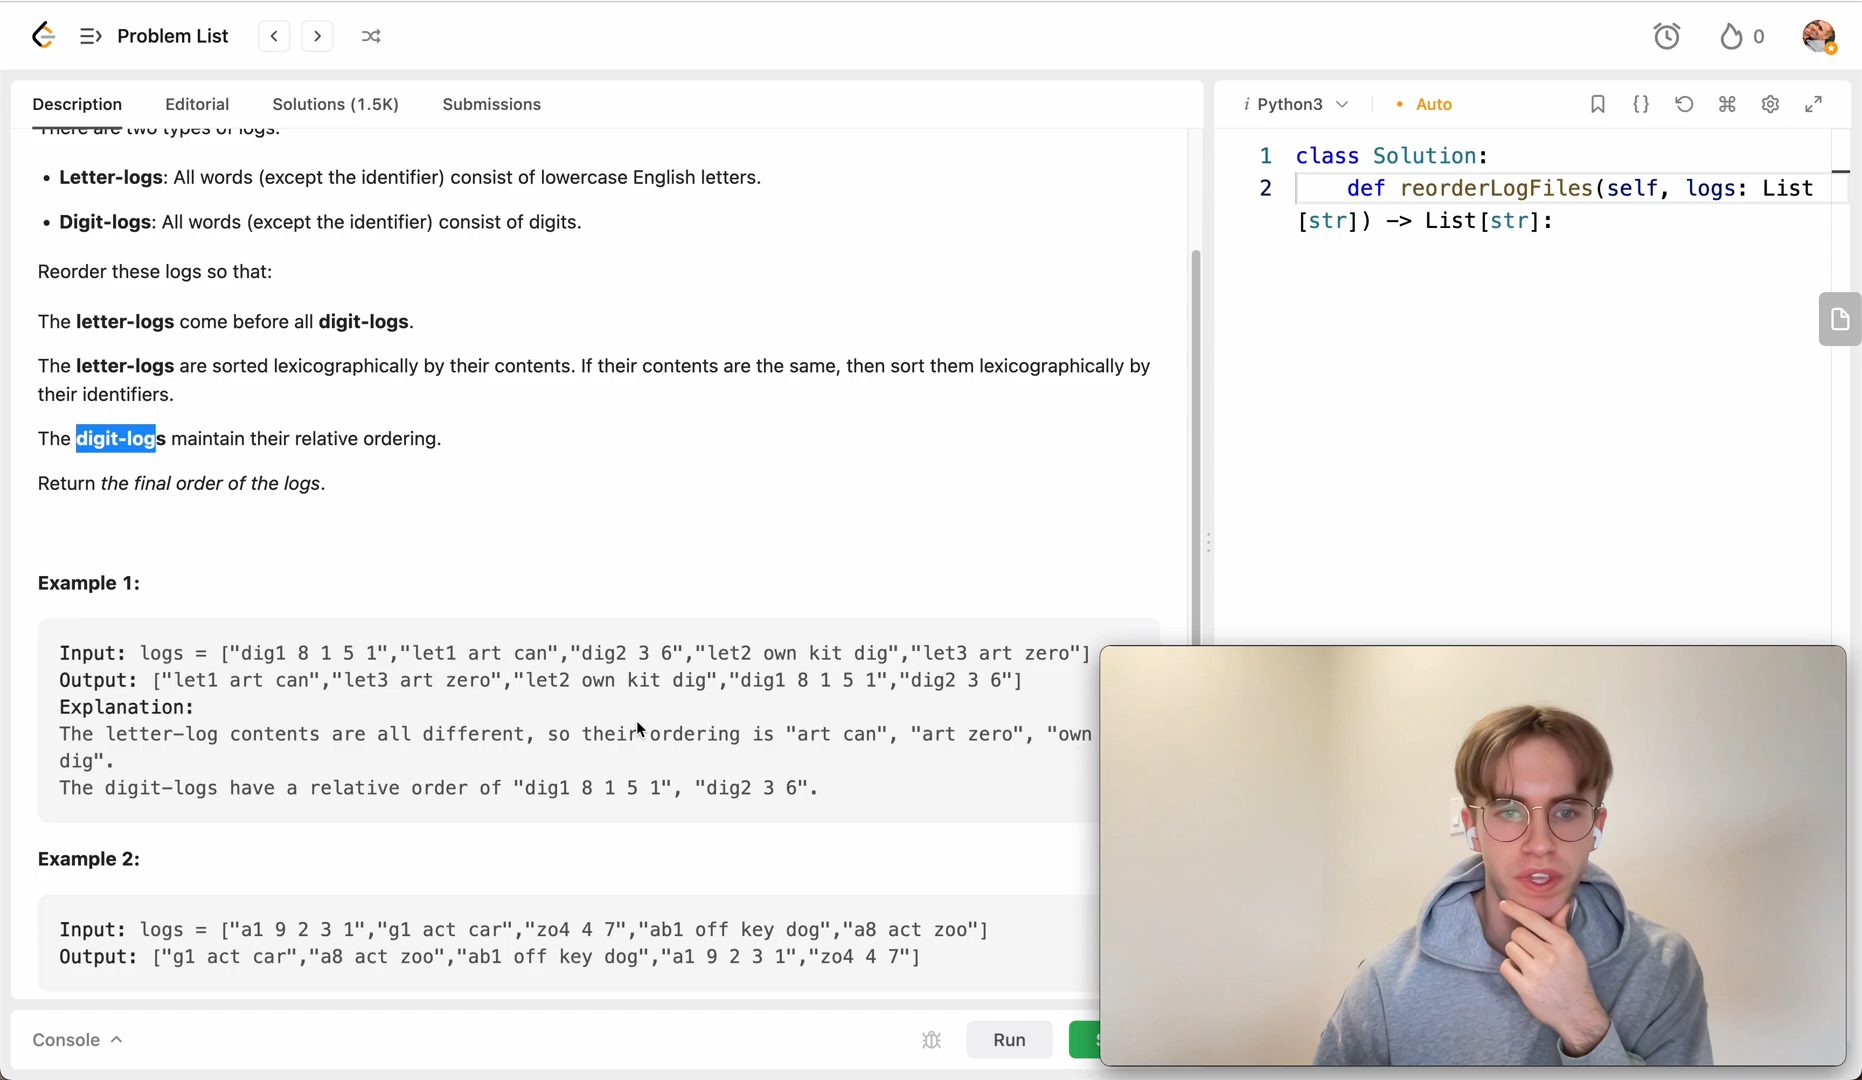 Problem List
0
Description Editorial Solutions (1.5K) Submissions
There are two types of logs:
• Letter-logs: All words (except the identifier) consist of lowercase English letters.
• Digit-logs: All words (except the identifier) consist of digits.
Reorder these logs so that:
The letter-logs come before all digit-logs.
The letter-logs are sorted lexicographically by their contents. If their contents are the same, then sort them lexicographically by
their identifiers.
The digit-logs maintain their relative ordering.
Return the final order of the logs.
Example 1:
Input: logs = ["dig1 8 1 5 1","let1 art can","dig2 3 6","let2 own kit dig","let3 art zero"]
Output: ["let1 art can","let3 art zero","let2 own kit dig","dig1 8 1 5 1","dig2 3 6"]
Explanation:
The letter-log contents are all different, so their ordering is "art can", "art zero", "own
dig".
The digit-logs have a relative order of "dig1 8 1 5 1", "dig2 3 6".
Example 2:
Input: logs = ["a1 9 2 3 1","g1 act car","zo4 4 7","ab1 off key dog","a8 act zoo"]
Output: ["g1 act car","a8 act zoo","ab1 off key dog","a1 9 2 3 1","zo4 4 7"]
Console
Run
i Python3 • Auto
1 class Solution:
2 def reorderLogFiles(self, logs: List
[str]) -> List[str]: